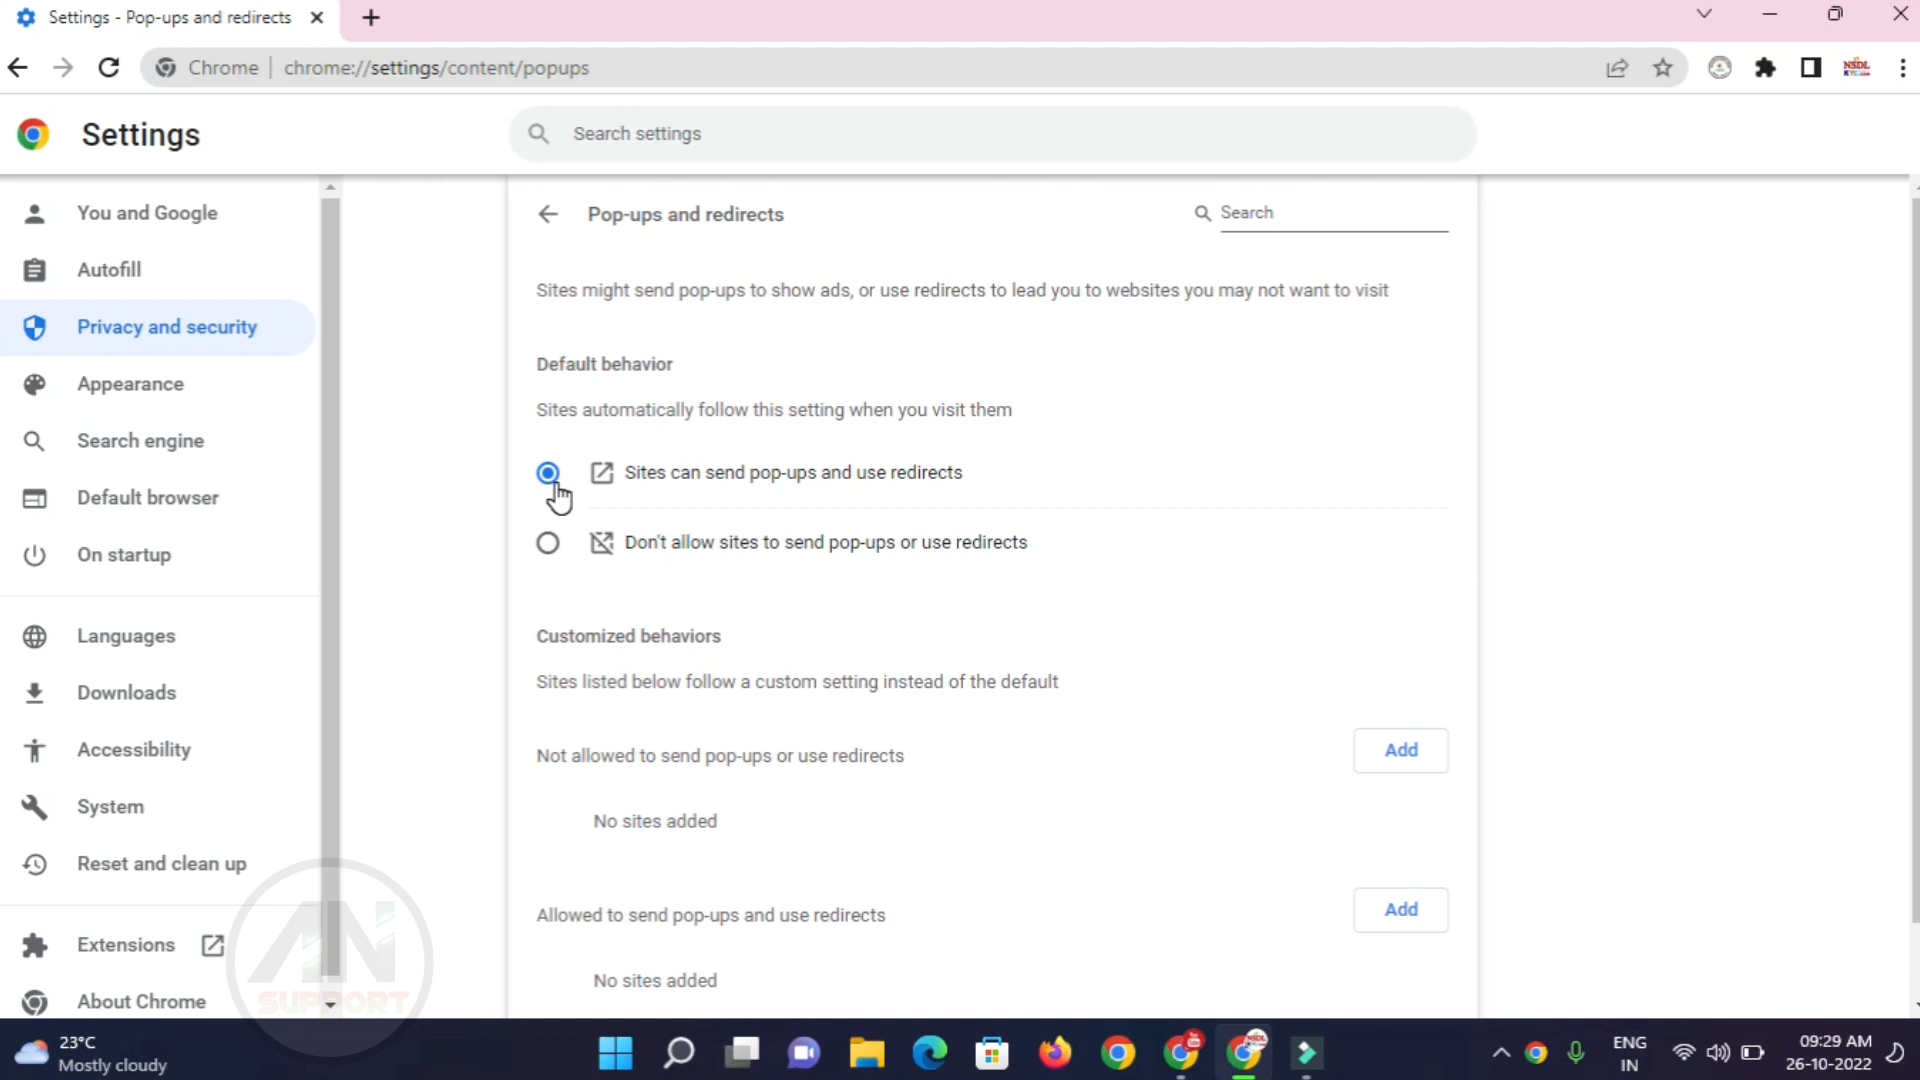 Settings - Pop-ups and redirects
Chrome | chrome://settings/content/popups
NSDL
Settings
Search settings
You and Google
Autofill
Privacy and security
Appearance
Search engine
Default browser
On startup
Languages
Downloads
Accessibility
System
Reset and clean up
Extensions
About Chrome
Pop-ups and redirects
Search
Sites might send pop-ups to show ads, or use redirects to lead you to websites you may not want to visit
Default behavior
Sites automatically follow this setting when you visit them
Sites can send pop-ups and use redirects
Don't allow sites to send pop-ups or use redirects
Customized behaviors
Sites listed below follow a custom setting instead of the default
Not allowed to send pop-ups or use redirects
Add
No sites added
Allowed to send pop-ups and use redirects
Add
No sites added
AN
SUPPORT
23°C
Mostly cloudy
NSDL
ENG
IN
09:29 AM
26-10-2022